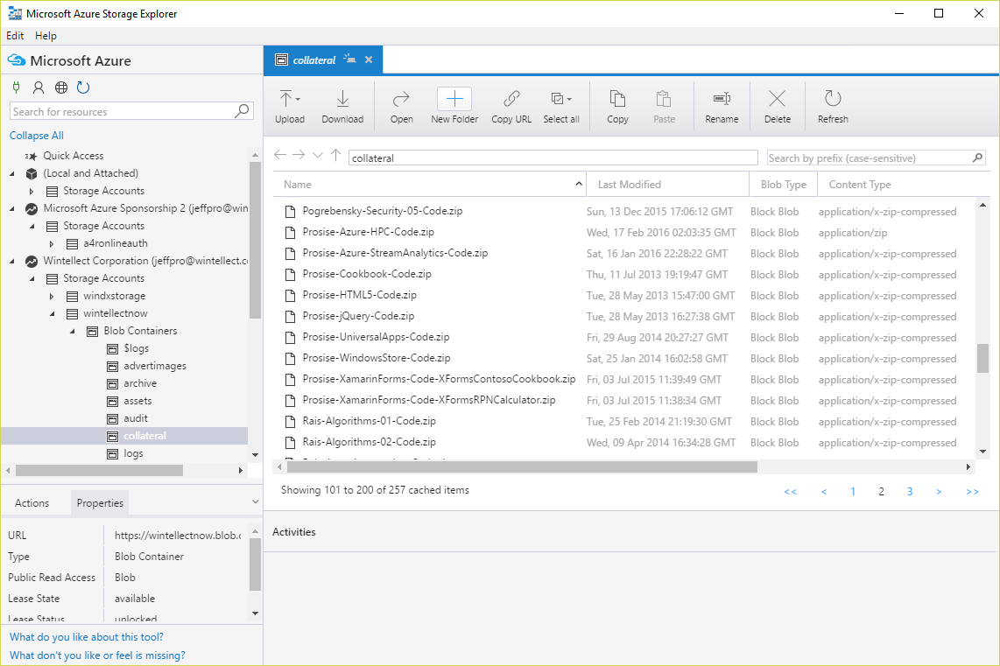 Microsoft Azure Storage Explorer
Edit Help
Microsoft Azure
Search for resources
Collapse All
Quick Access
(Local and Attached)
Storage Accounts
Microsoft Azure Sponsorship 2 (jeffpro@win
Storage Accounts
a4ronlineauth
Wintellect Corporation (jeffpro@wintellect.co
Storage Accounts
windxstorage
wintellectnow
Blob Containers
$logs
advertimages
archive
assets
audit
collateral
logs
Actions Properties
URL https://wintellectnow.blob.c
Type Blob Container
Public Read Access Blob
Lease State available
Lease Status unlocked
What do you like about this tool?
What don't you like or feel is missing?
collateral
Upload Download Open New Folder Copy URL Select all Copy Paste Rename Delete Refresh
collateral Search by prefix (case-sensitive)
Name Last Modified Blob Type Content Type
Pogrebensky-Security-05-Code.zip Sun, 13 Dec 2015 17:06:12 GMT Block Blob application/x-zip-compressed
Prosise-Azure-HPC-Code.zip Wed, 17 Feb 2016 02:03:35 GMT Block Blob application/zip
Prosise-Azure-StreamAnalytics-Code.zip Sat, 16 Jan 2016 22:28:22 GMT Block Blob application/x-zip-compressed
Prosise-Cookbook-Code.zip Thu, 11 Jul 2013 19:19:47 GMT Block Blob application/x-zip-compressed
Prosise-HTML5-Code.zip Tue, 28 May 2013 15:47:00 GMT Block Blob application/x-zip-compressed
Prosise-jQuery-Code.zip Tue, 28 May 2013 16:27:38 GMT Block Blob application/x-zip-compressed
Prosise-UniversalApps-Code.zip Fri, 29 Aug 2014 20:27:27 GMT Block Blob application/x-zip-compressed
Prosise-WindowsStore-Code.zip Sat, 25 Jan 2014 16:02:58 GMT Block Blob application/x-zip-compressed
Prosise-XamarinForms-Code-XFormsContosoCookbook.zip Fri, 03 Jul 2015 11:39:49 GMT Block Blob application/x-zip-compressed
Prosise-XamarinForms-Code-XFormsRPNCalculator.zip Fri, 03 Jul 2015 11:38:34 GMT Block Blob application/x-zip-compressed
Rais-Algorithms-01-Code.zip Tue, 25 Feb 2014 21:19:30 GMT Block Blob application/x-zip-compressed
Rais-Algorithms-02-Code.zip Wed, 09 Apr 2014 16:34:28 GMT Block Blob application/x-zip-compressed
Showing 101 to 200 of 257 cached items << < 1 2 3 > >>
Activities